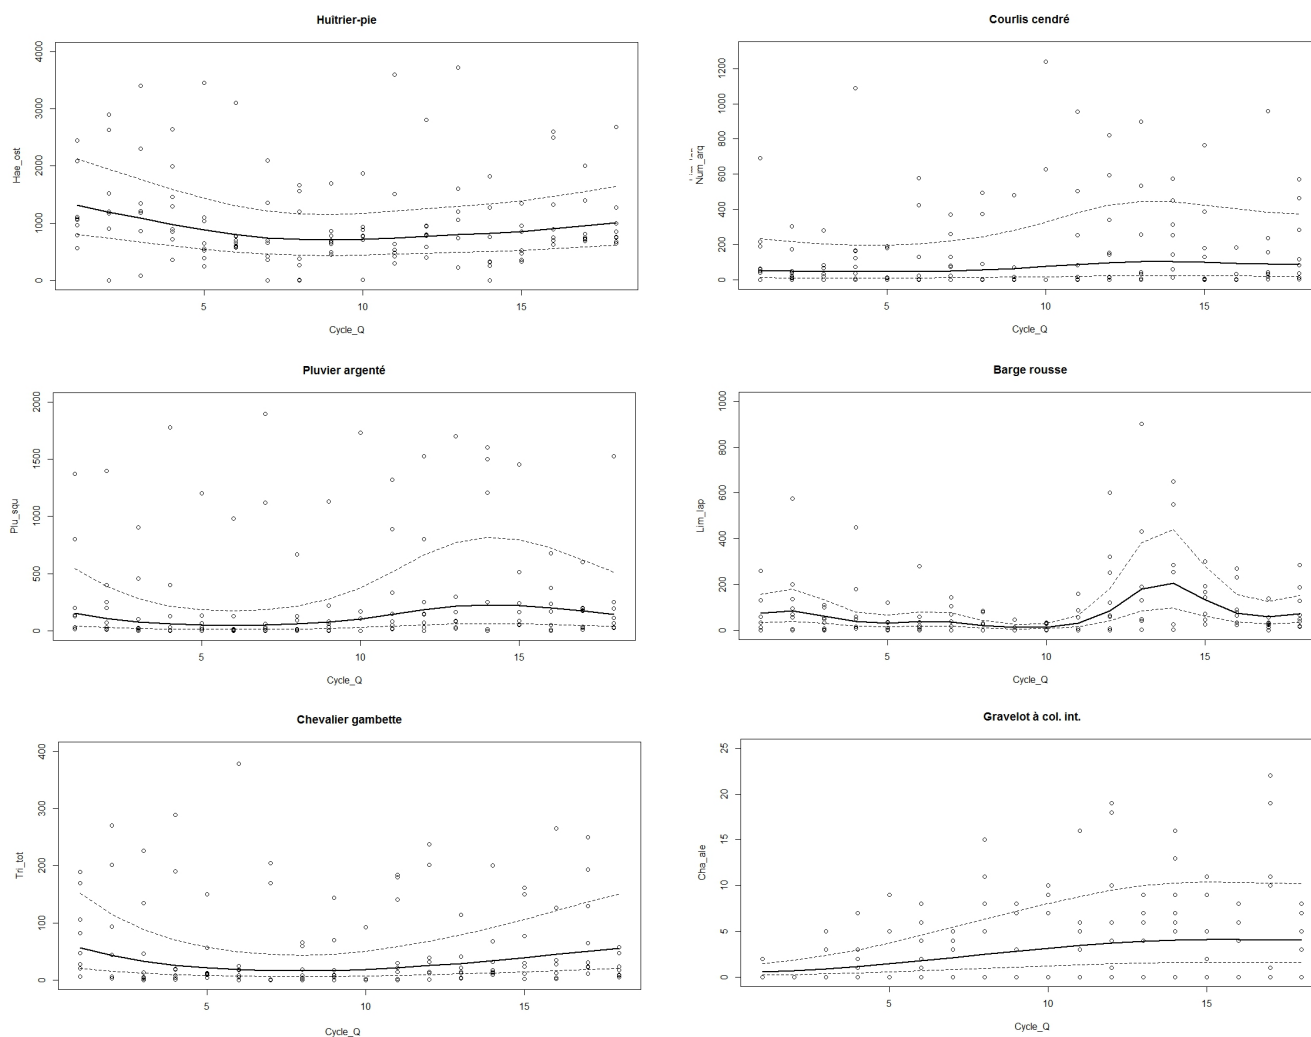 Huîtrier-pie
Hae_ost
4000
3000
2000
1000
0
5
10
15
Cycle_Q
Courlis cendré
Num_arq
1200
1000
800
600
400
200
0
5
10
15
Cycle_Q
Pluvier argenté
Plu_squ
2000
1500
1000
500
0
5
10
15
Cycle_Q
Barge rousse
Lim_lap
1000
800
600
400
200
0
5
10
15
Cycle_Q
Chevalier gambette
Tri_tot
400
300
200
100
0
5
10
15
Cycle_Q
Gravelot à col. int.
Cha_ale
25
20
15
10
5
0
5
10
15
Cycle_Q